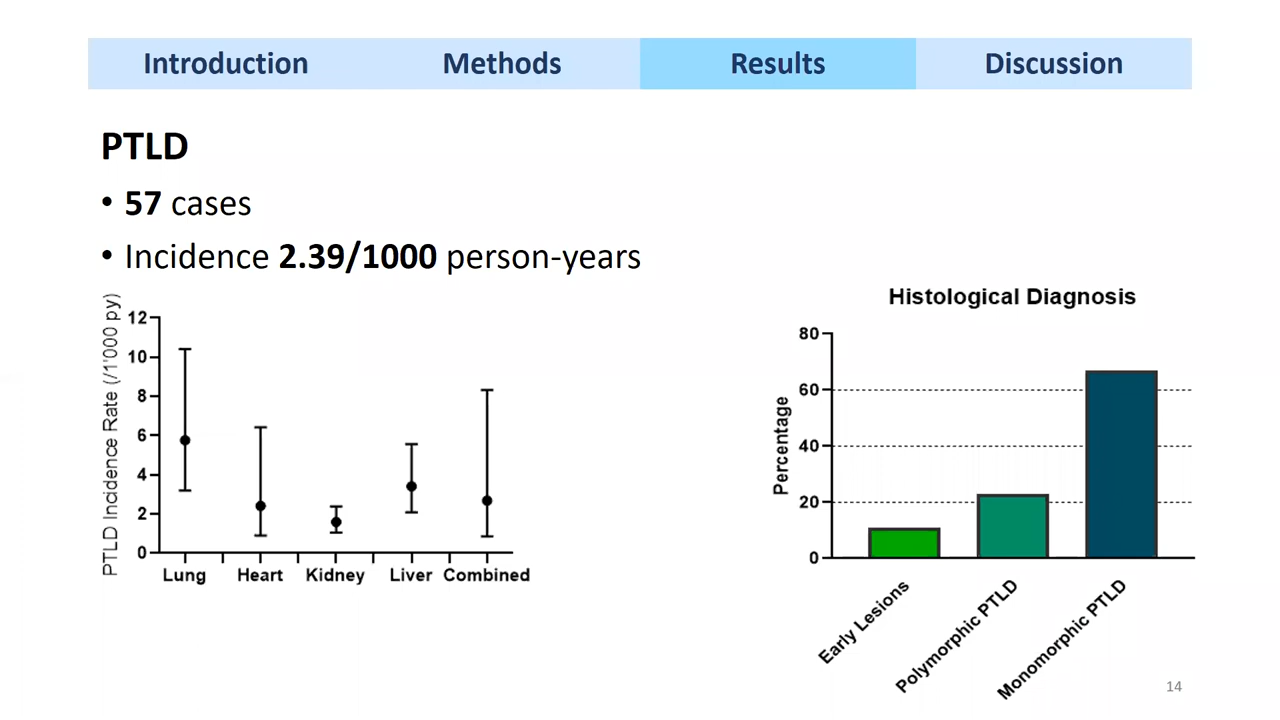 Introduction Methods Results Discussion
PTLD
• 57 cases
• Incidence 2.39/1000 person-years
PTLD Incidence Rate (/1'000 py)
12
10
8
6
4
2
0
Lung Heart Kidney Liver Combined
Histological Diagnosis
Percentage
80
60
40
20
0
Early Lesions
Polymorphic PTLD
Monomorphic PTLD
14